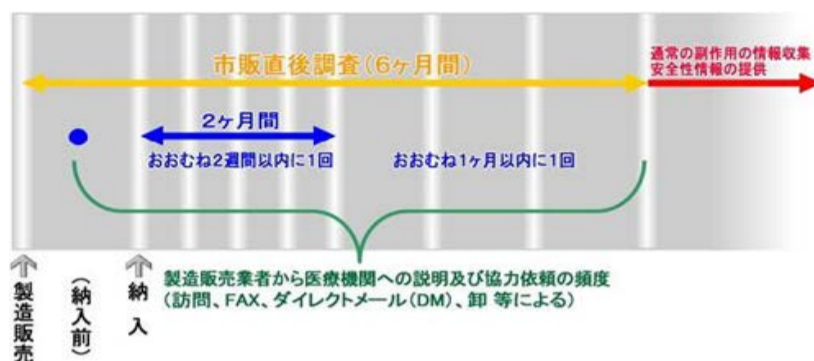 市販直後調査(6ヶ月間)
通常の副作用の情報収集
安全性情報の提供
2ヶ月間
おおむね2週間以内に1回
おおむね1ヶ月以内に1回
製造販売
(納入前)
納入
製造販売業者から医療機関への説明及び協力依頼の頻度
(訪問、FAX、ダイレクトメール(DM)、卸 等による)